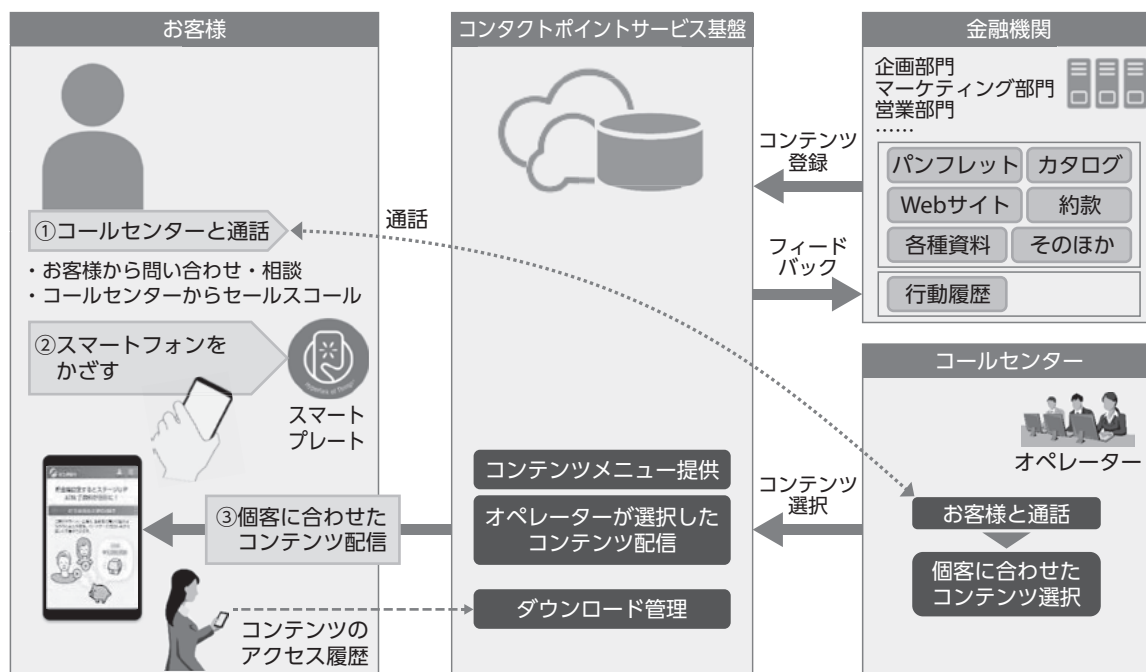 お客様
①コールセンターと通話
・お客様から問い合わせ・相談
・コールセンターからセールスコール
②スマートフォンを
かざす
スマート
プレート
③個客に合わせた
コンテンツ配信
コンテンツの
アクセス履歴
通話
コンタクトポイントサービス基盤
コンテンツメニュー提供
オペレーターが選択した
コンテンツ配信
ダウンロード管理
コンテンツ
登録
フィード
バック
コンテンツ
選択
金融機関
企画部門
マーケティング部門
営業部門
……
パンフレット
カタログ
Webサイト
約款
各種資料
そのほか
行動履歴
コールセンター
オペレーター
お客様と通話
個客に合わせた
コンテンツ選択